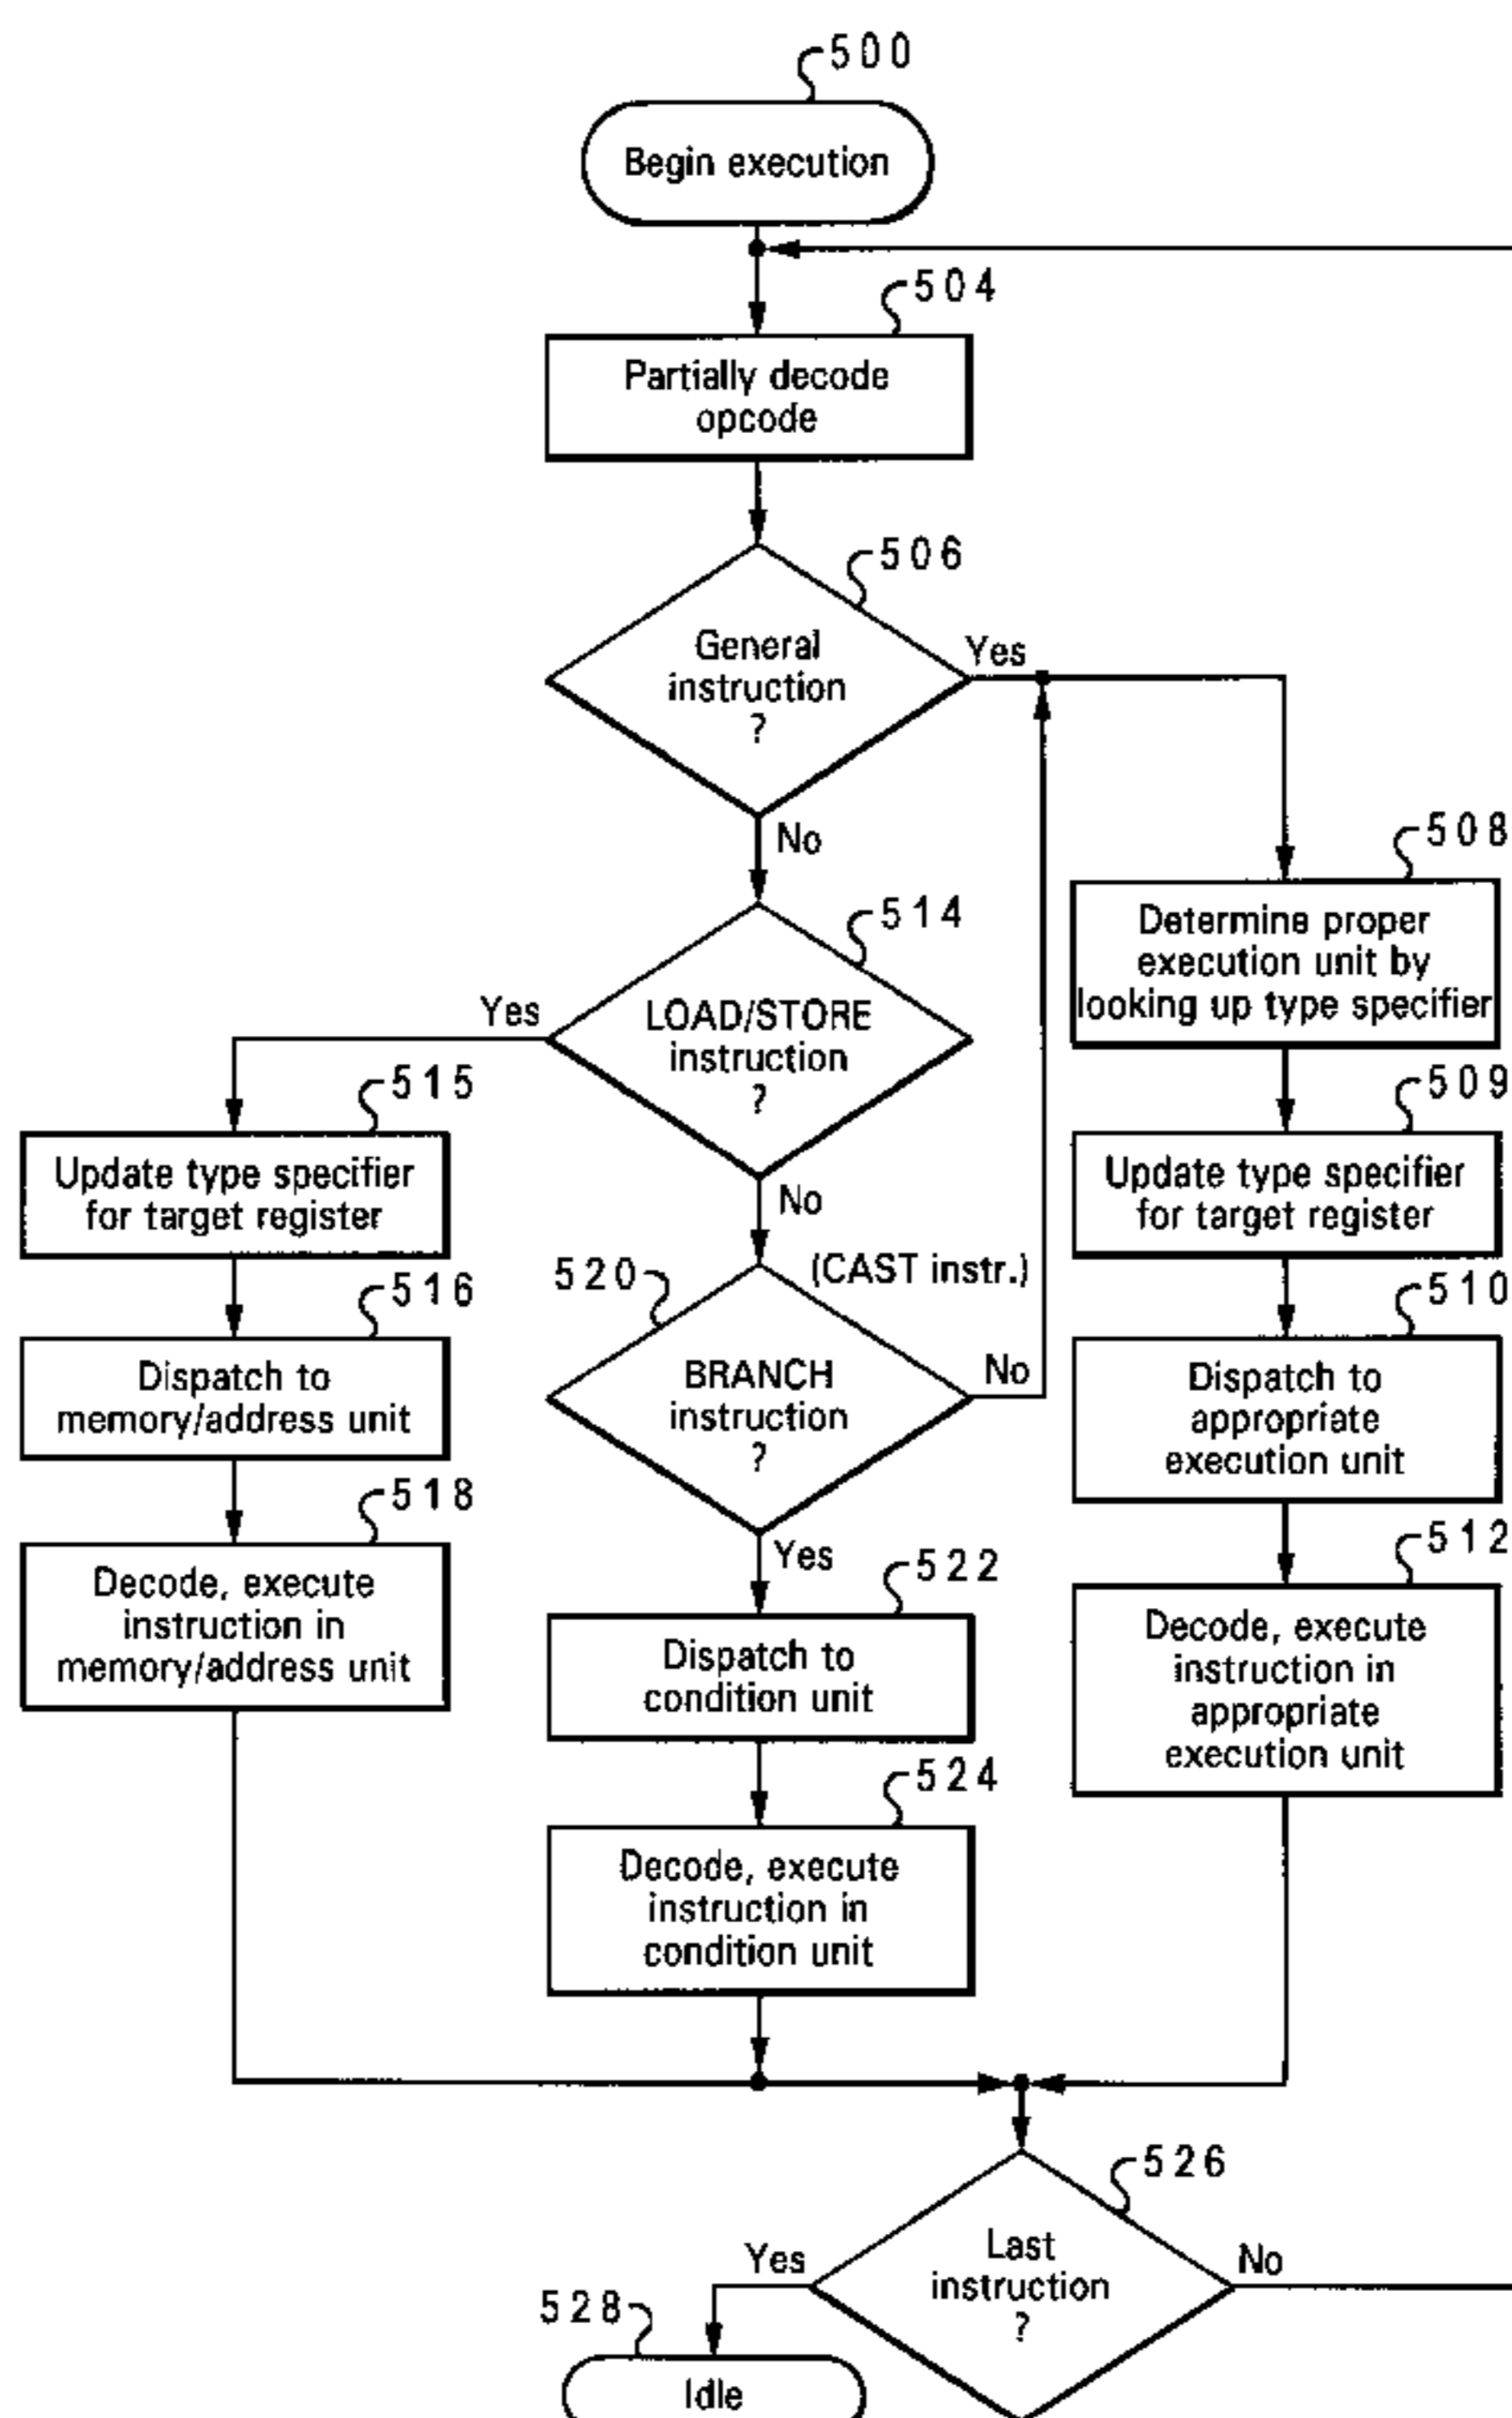 500
Begin execution
504
Partially decode
opcode
506
General
instruction
?
Yes
No
508
Determine proper
execution unit by
looking up type specifier
514
LOAD/STORE
instruction
?
Yes
No
515
Update type specifier
for target register
509
Update type specifier
for target register
516
Dispatch to
memory/address unit
520
(CAST instr.)
BRANCH
instruction
?
No
Yes
510
Dispatch to
appropriate
execution unit
518
Decode, execute
instruction in
memory/address unit
522
Dispatch to
condition unit
512
Decode, execute
instruction in
appropriate
execution unit
524
Decode, execute
instruction in
condition unit
526
Last
instruction
?
Yes
No
528
Idle